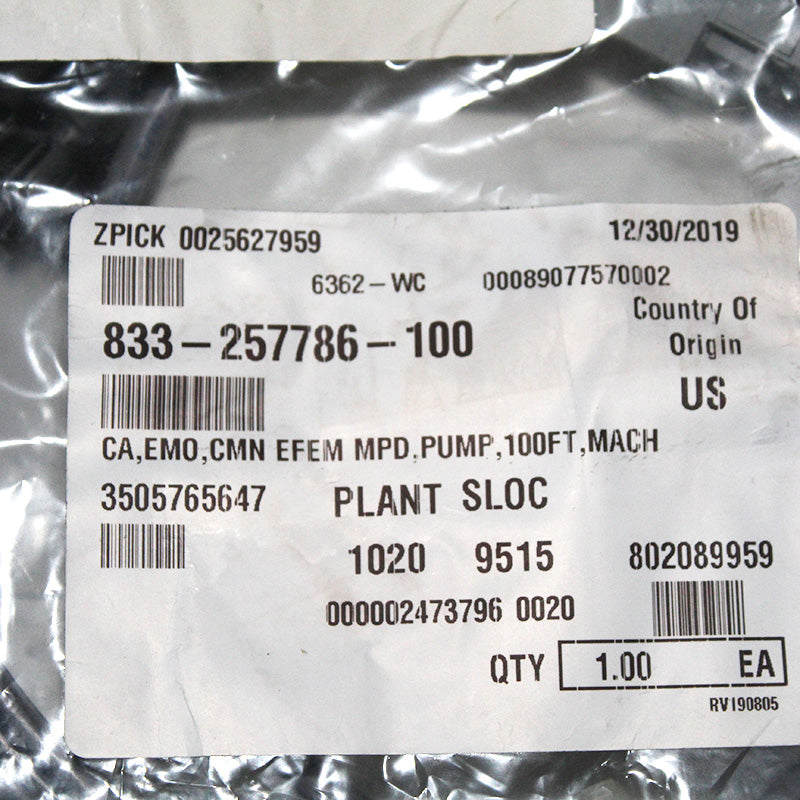 ZPICK 0025627959 12/30/2019
6362-WC 00089077570002
Country Of
Origin
833-257786-100
US
CA,EMO,CMN EFEM MPD.PUMP,100FT,MACH
3505765647 PLANT SLOC
1020 9515 802089959
000002473796 0020
QTY 1.00 EA
RV190805